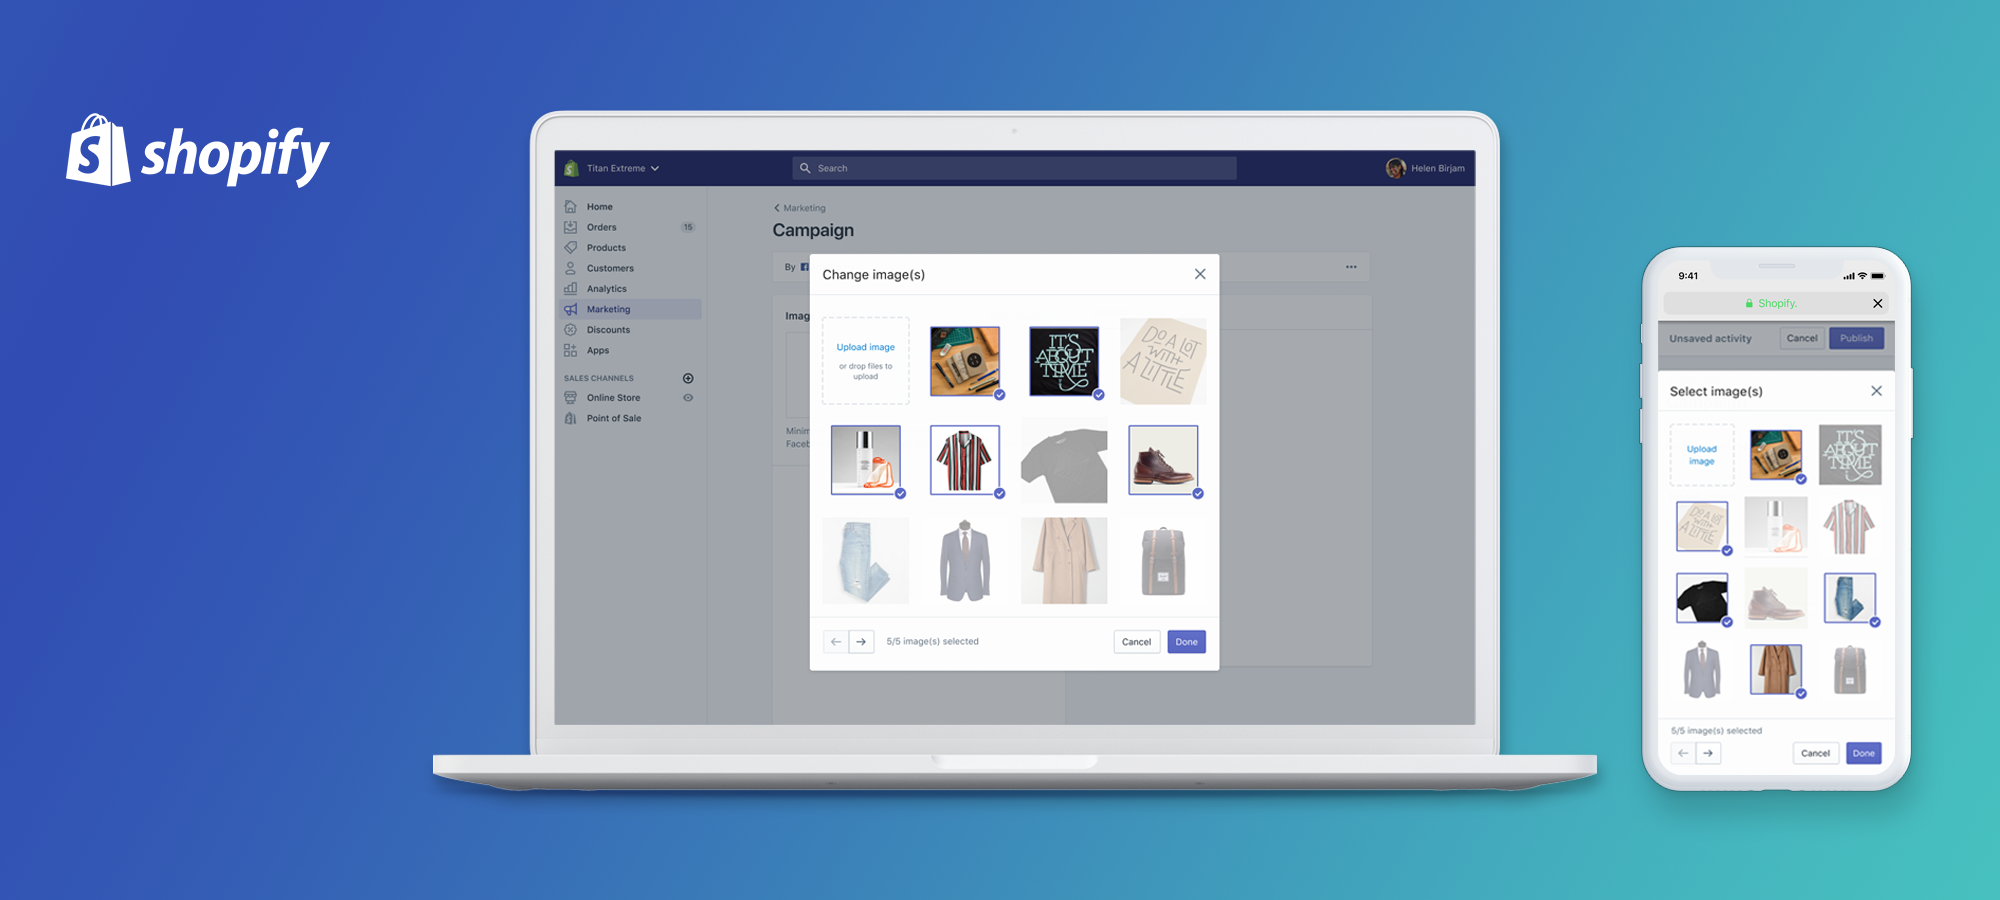 shopify
Titan Extreme
Search
Helen Birjam
Home
Orders
15
Products
Customers
Analytics
Marketing
Discounts
Apps
SALES CHANNELS
Online Store
Point of Sale
Marketing
Campaign
By
Imag
Minim
Faceb
Change image(s)
Upload image
or drop files to
upload
IT'S
ABOUT
TIME
DO A LOT
WITH
A LITTLE
5/5 image(s) selected
Cancel
Done
9:41
Shopify.
Unsaved activity
Cancel
Publish
Select image(s)
Upload
image
IT'S
ABOUT
TIME
DO A LOT
WITH
A LITTLE
5/5 image(s) selected
Cancel
Done